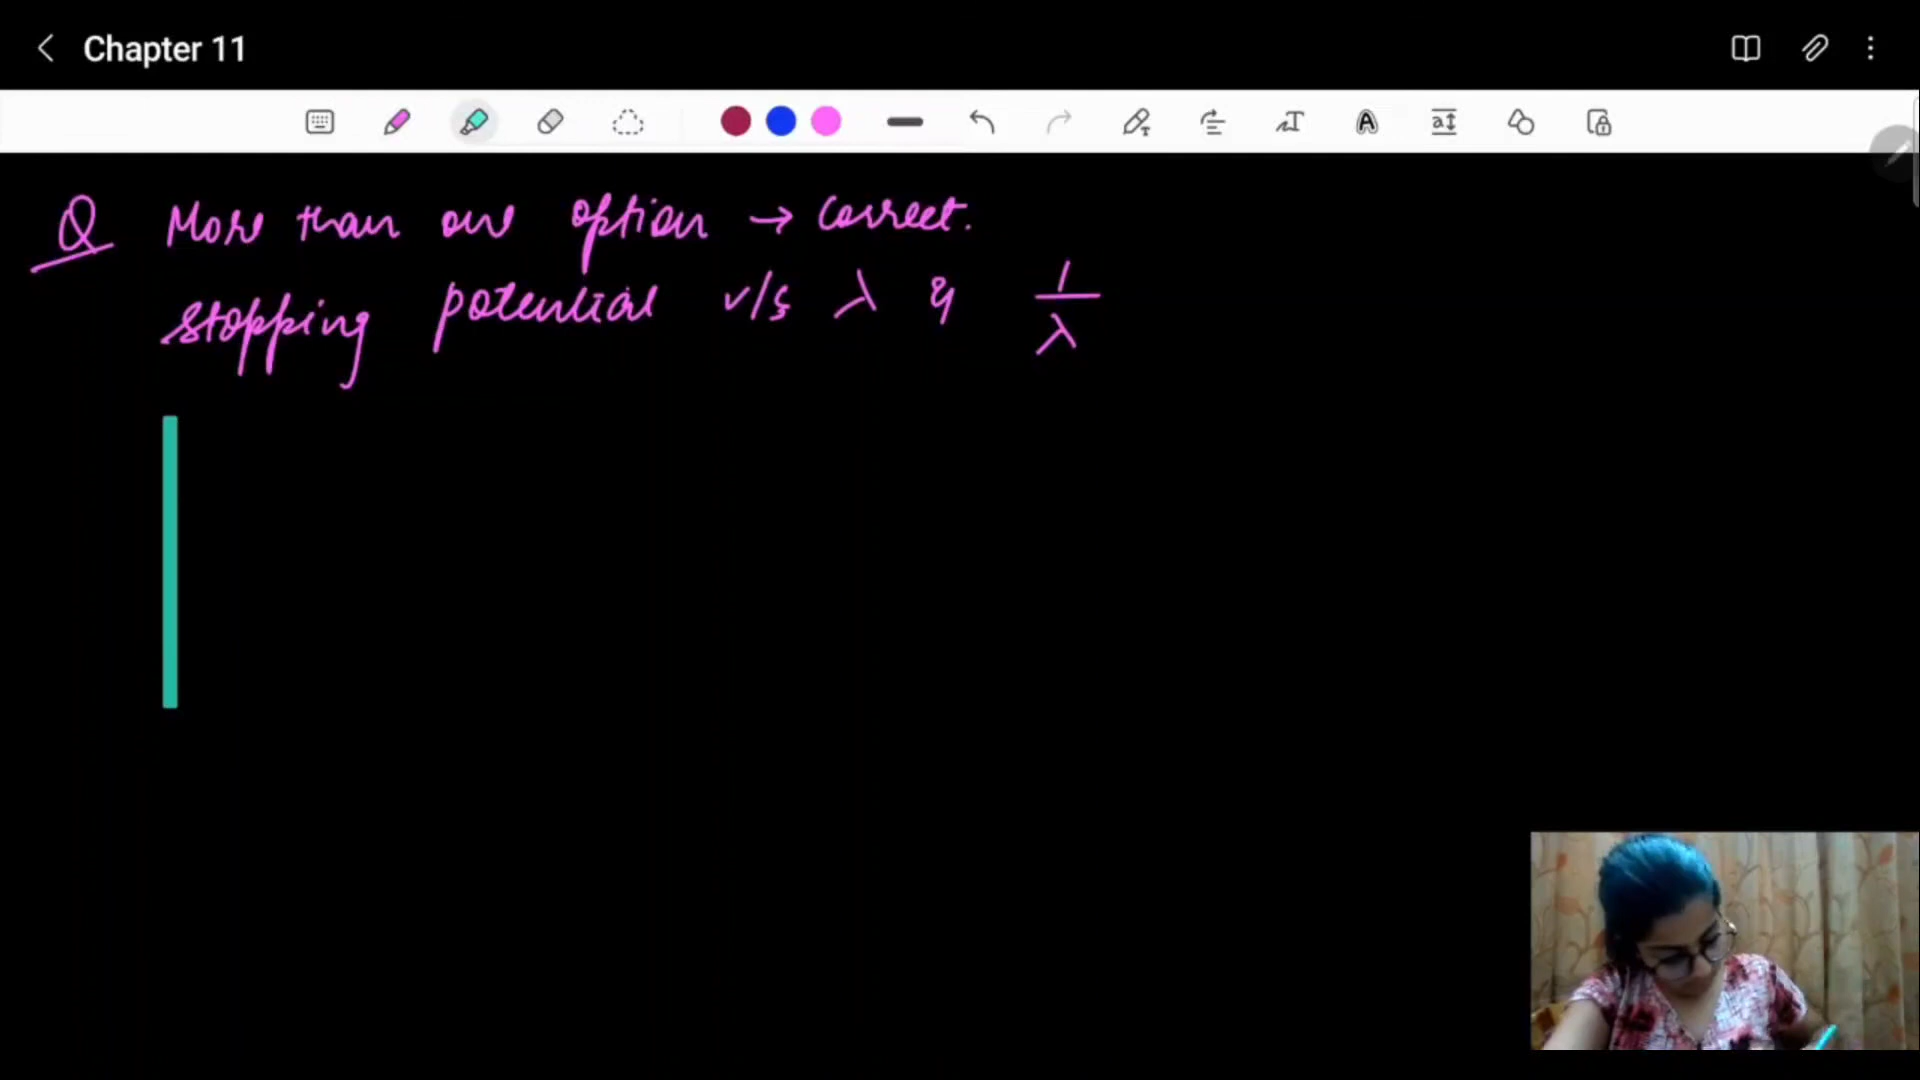 Chapter 11
Q More than one option → correct.
stopping potential v/s λ & 1/λ